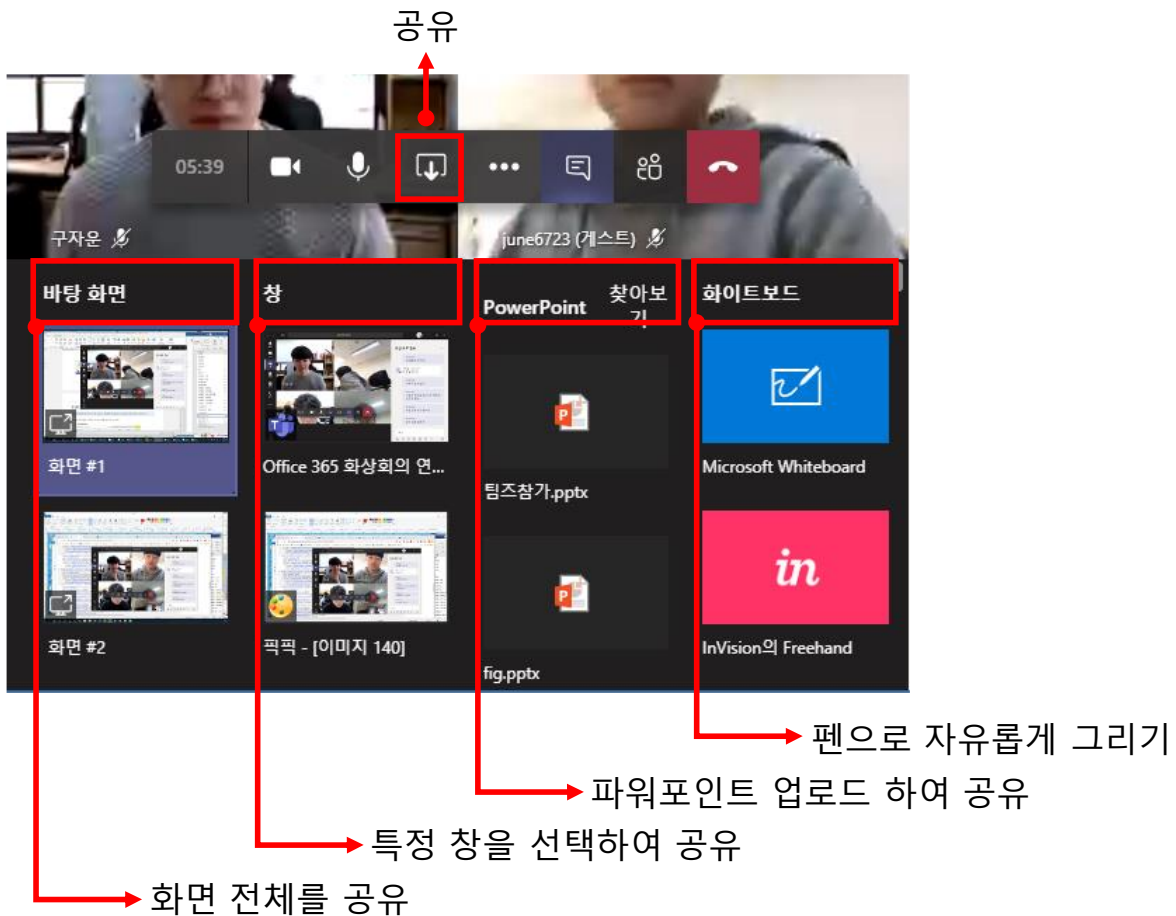 공유
05:39
구자운
june6723 (게스트)
바탕 화면
창
PowerPoint
찾아보
기
화이트보드
화면 #1
Office 365 화상회의 연...
팀즈참가.pptx
Microsoft Whiteboard
in
화면 #2
픽픽 - [이미지 140]
fig.pptx
InVision의 Freehand
펜으로 자유롭게 그리기
파워포인트 업로드 하여 공유
특정 창을 선택하여 공유
화면 전체를 공유